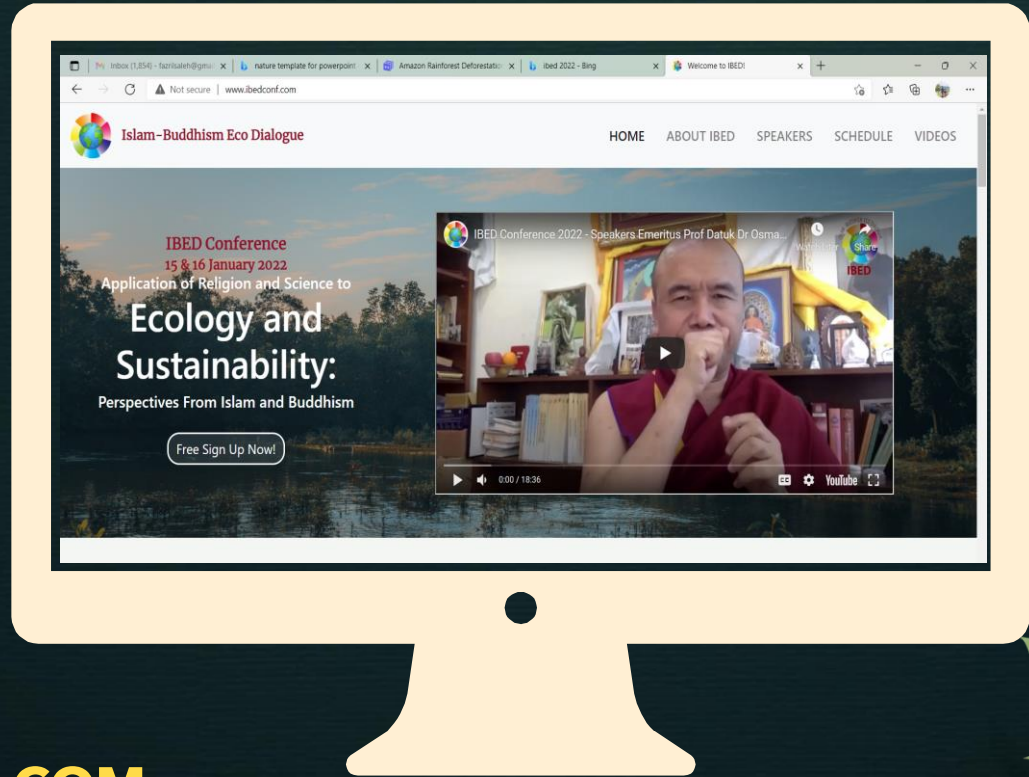 Inbox (1,854) - fazrisaleh@gmai
nature template for powerpoint
Amazon Rainforest Deforestatio
ibed 2022 - Bing
Welcome to IBED!
Not secure | www.ibedconf.com
Islam-Buddhism Eco Dialogue
HOME ABOUT IBED SPEAKERS SCHEDULE VIDEOS
IBED Conference
15 & 16 January 2022
Application of Religion and Science to
Ecology and
Sustainability:
Perspectives From Islam and Buddhism
Free Sign Up Now!
IBED Conference 2022 - Speakers Emeritus Prof Datuk Dr Osma...
Share
IBED
0:00 / 18:36
CC
YouTube
.COM